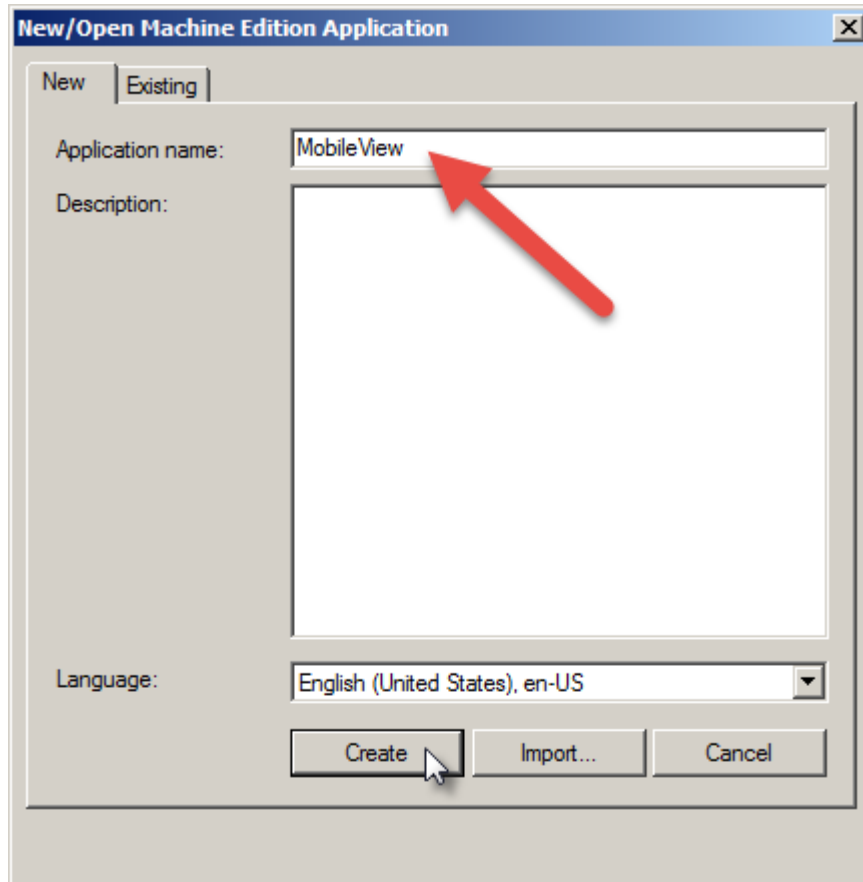 New/Open Machine Edition Application
New Existing
Application name: MobileView
Description:
Language: English (United States), en-US
Create Import... Cancel